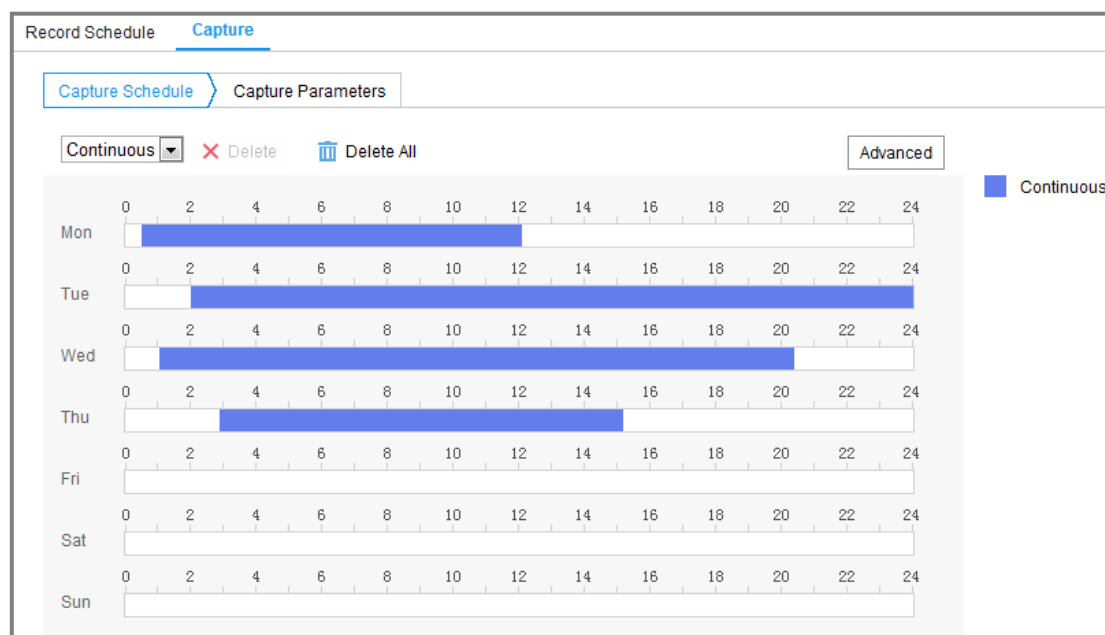 Record Schedule Capture
Capture Schedule Capture Parameters
Continuous Delete Delete All Advanced
Continuous
0 2 4 6 8 10 12 14 16 18 20 22 24
Mon
0 2 4 6 8 10 12 14 16 18 20 22 24
Tue
0 2 4 6 8 10 12 14 16 18 20 22 24
Wed
0 2 4 6 8 10 12 14 16 18 20 22 24
Thu
0 2 4 6 8 10 12 14 16 18 20 22 24
Fri
0 2 4 6 8 10 12 14 16 18 20 22 24
Sat
0 2 4 6 8 10 12 14 16 18 20 22 24
Sun